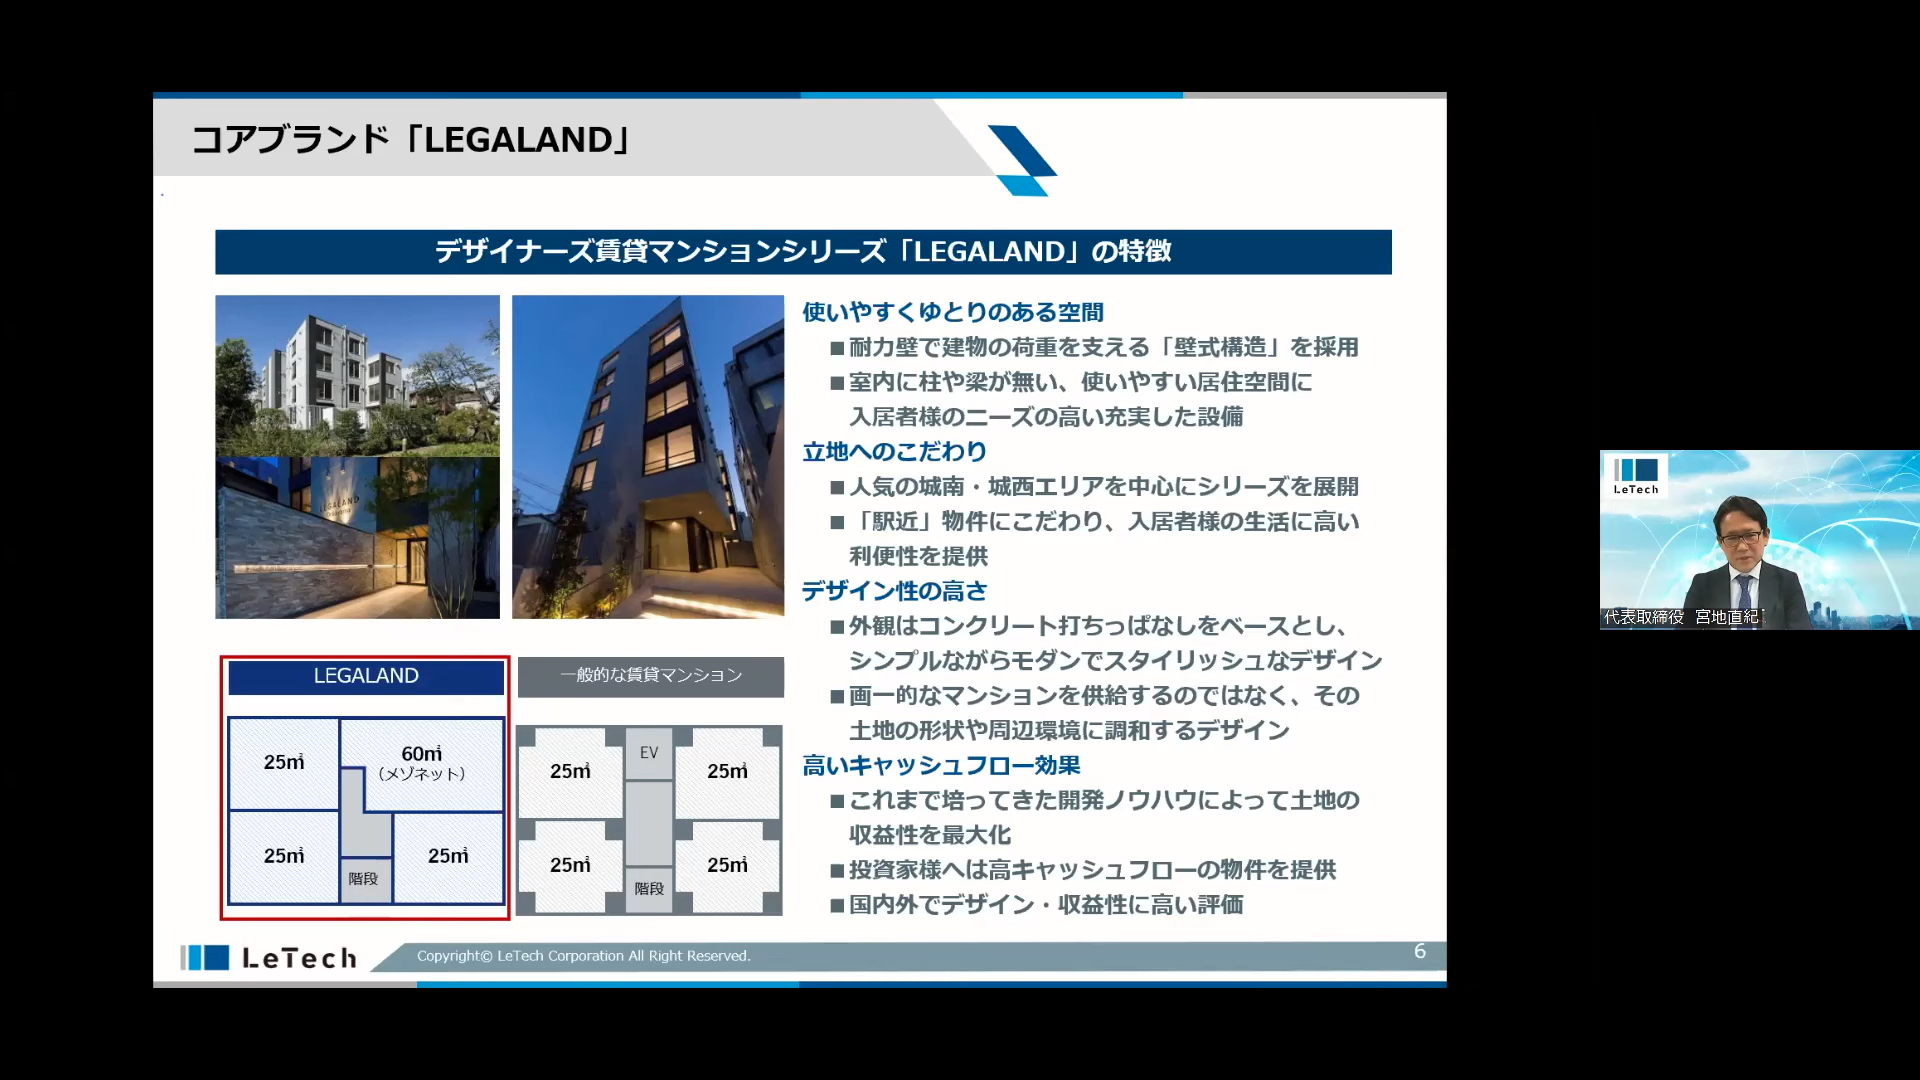 コアブランド「LEGALAND」
デザイナーズ賃貸マンションシリーズ「LEGALAND」の特徴
LEGALAND
使いやすくゆとりのある空間
■耐力壁で建物の荷重を支える「壁式構造」を採用
■室内に柱や梁が無い、使いやすい居住空間に
入居者様のニーズの高い充実した設備
立地へのこだわり
■人気の城南・城西エリアを中心にシリーズを展開
■「駅近」物件にこだわり、入居者様の生活に高い
利便性を提供
デザイン性の高さ
■外観はコンクリート打ちっぱなしをベースとし、
シンプルながらモダンでスタイリッシュなデザイン
■画一的なマンションを供給するのではなく、その
土地の形状や周辺環境に調和するデザイン
高いキャッシュフロー効果
■これまで培ってきた開発ノウハウによって土地の
収益性を最大化
■投資家様へは高キャッシュフローの物件を提供
■国内外でデザイン・収益性に高い評価
LEGALAND
25㎡
60㎡
（メゾネット）
25㎡
25㎡
階段
一般的な賃貸マンション
25㎡
EV
25㎡
25㎡
階段
25㎡
LeTech
Copyright© LeTech Corporation All Right Reserved.
6
LeTech
代表取締役 宮地直紀